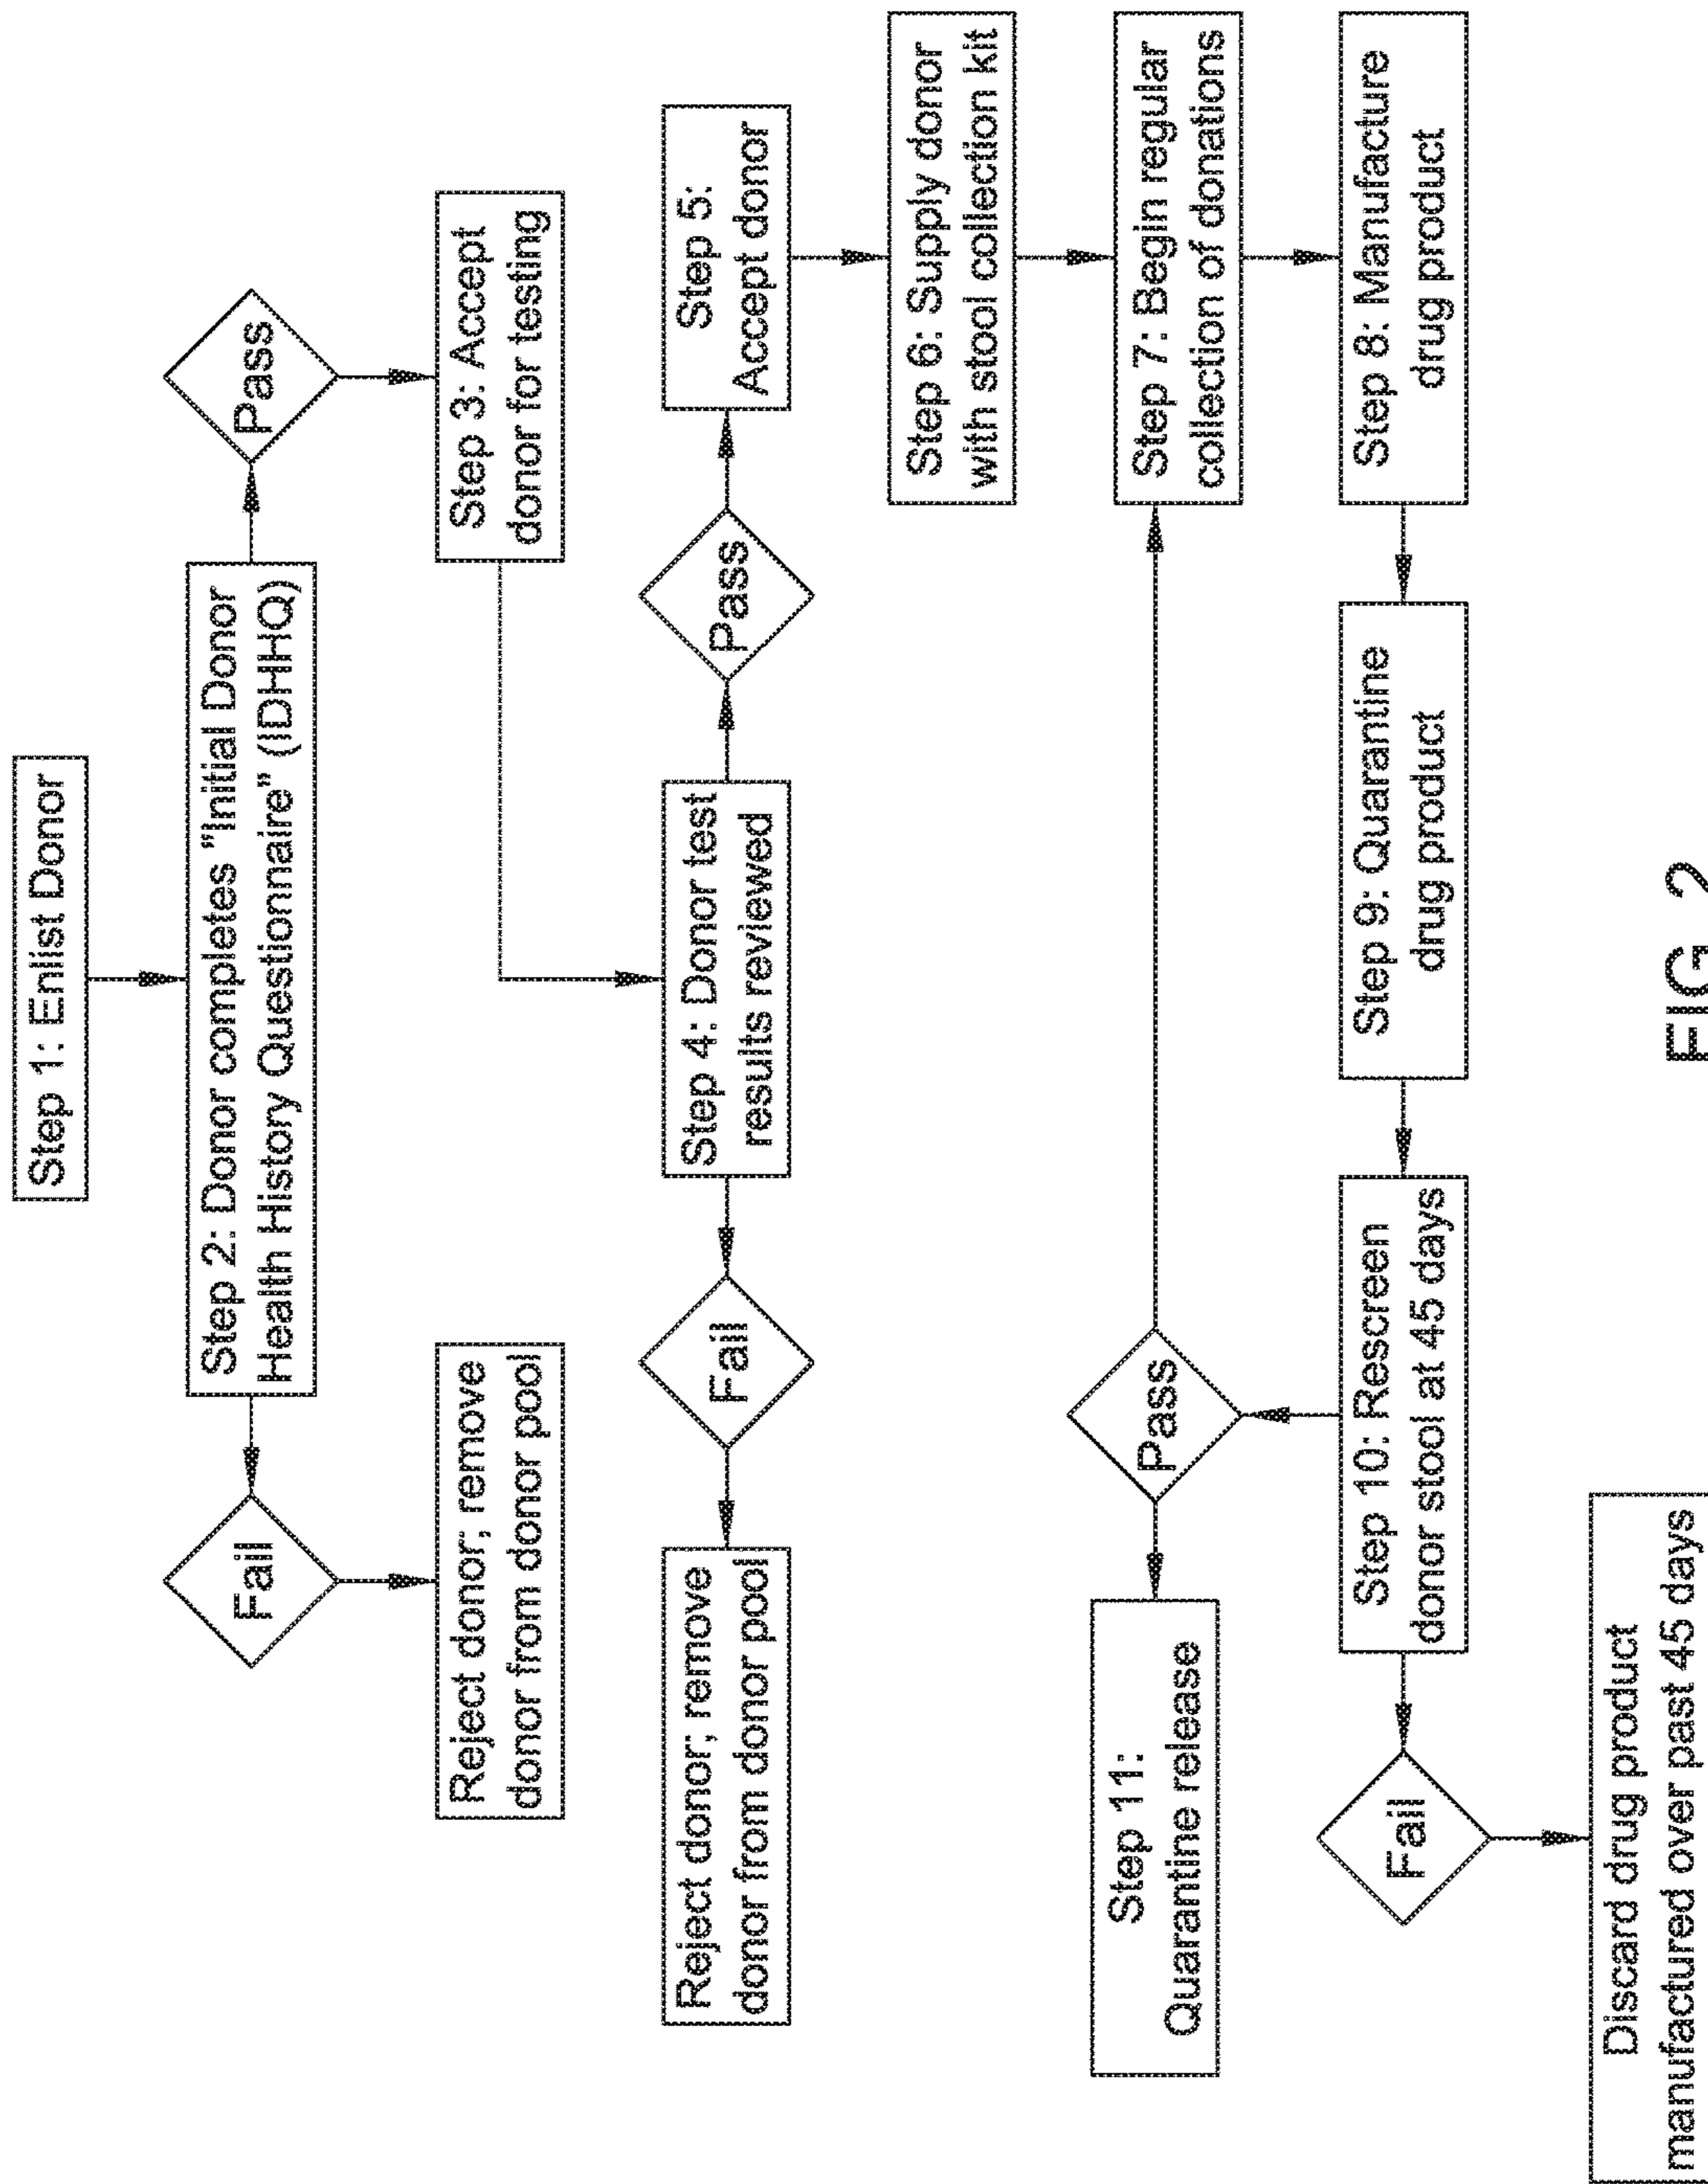 Step 1: Enlist Donor
Step 2: Donor completes "Initial Donor
Health History Questionnaire" (IDHHQ)
Fail
Pass
Reject donor; remove
donor from donor pool
Step 3: Accept
donor for testing
Step 4: Donor test
results reviewed
Fail
Pass
Reject donor; remove
donor from donor pool
Step 5:
Accept donor
Step 6: Supply donor
with stool collection kit
Step 7: Begin regular
collection of donations
Step 8: Manufacture
drug product
Step 9: Quarantine
drug product
Step 10: Rescreen
donor stool at 45 days
Pass
Step 11:
Quarantine release
Fail
Discard drug product
manufactured over past 45 days
FIG 2